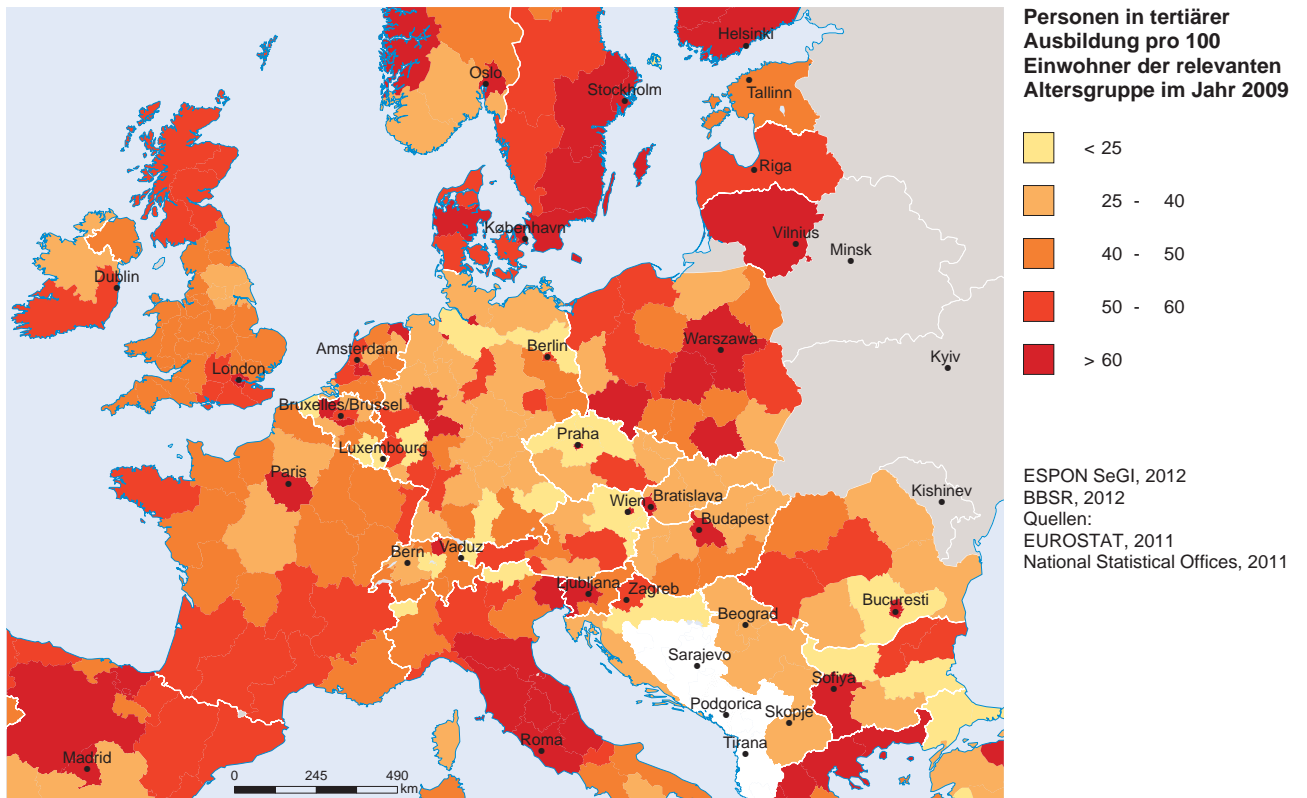 Personen in tertiärer
Ausbildung pro 100
Einwohner der relevanten
Altersgruppe im Jahr 2009
< 25
25 - 40
40 - 50
50 - 60
> 60
ESPON SeGI, 2012
BBSR, 2012
Quellen:
EUROSTAT, 2011
National Statistical Offices, 2011
Helsinki
Oslo
Stockholm
Tallinn
Riga
København
Vilnius
Minsk
Dublin
Amsterdam
Berlin
Warszawa
Kyiv
London
Bruxelles/Brussel
Luxembourg
Praha
Paris
Wien
Bratislava
Kishinev
Budapest
Bern
Vaduz
Ljubljana
Zagreb
Bucuresti
Beograd
Sarajevo
Sofiya
Podgorica
Skopje
Roma
Tirana
Madrid
0 245 490
km